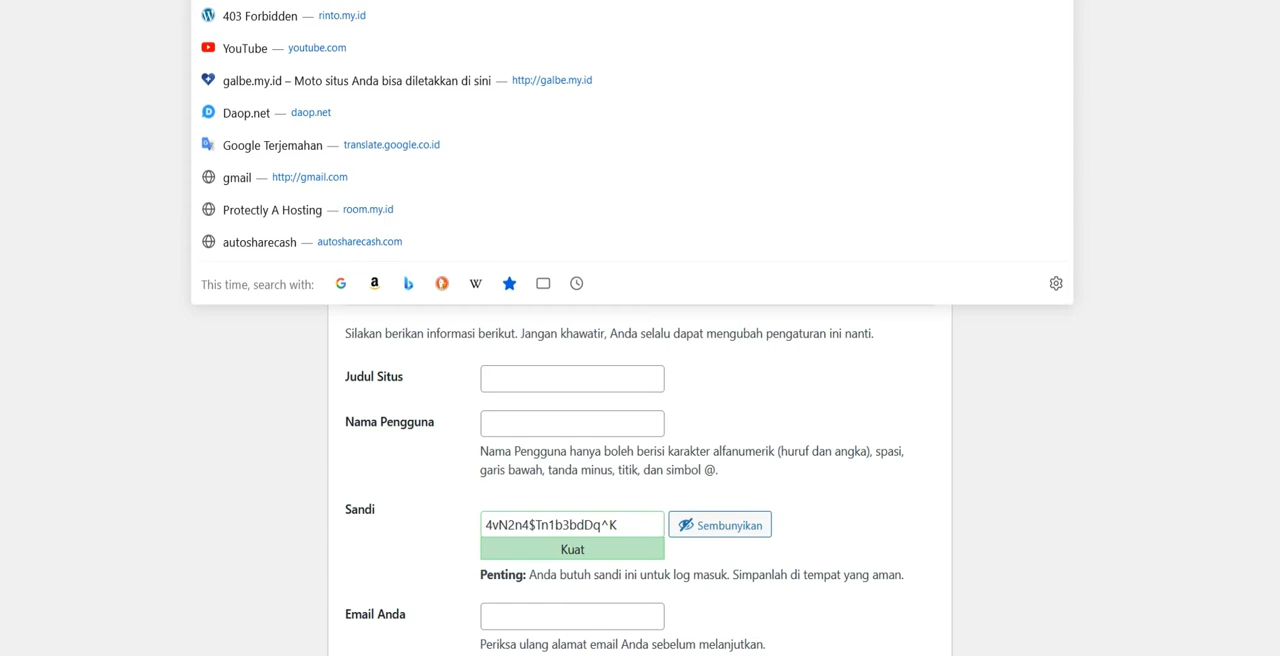 403 Forbidden — rinto.my.id
YouTube — youtube.com
galbe.my.id – Moto situs Anda bisa diletakkan di sini — http://galbe.my.id
Daop.net — daop.net
Google Terjemahan — translate.google.co.id
gmail — http://gmail.com
Protectly A Hosting — room.my.id
autosharecash — autosharecash.com
This time, search with:
Silakan berikan informasi berikut. Jangan khawatir, Anda selalu dapat mengubah pengaturan ini nanti.
Judul Situs
Nama Pengguna
Nama Pengguna hanya boleh berisi karakter alfanumerik (huruf dan angka), spasi,
garis bawah, tanda minus, titik, dan simbol @.
Sandi
4vN2n4$Tn1b3bdDq^K
Sembunyikan
Kuat
Penting: Anda butuh sandi ini untuk log masuk. Simpanlah di tempat yang aman.
Email Anda
Periksa ulang alamat email Anda sebelum melanjutkan.